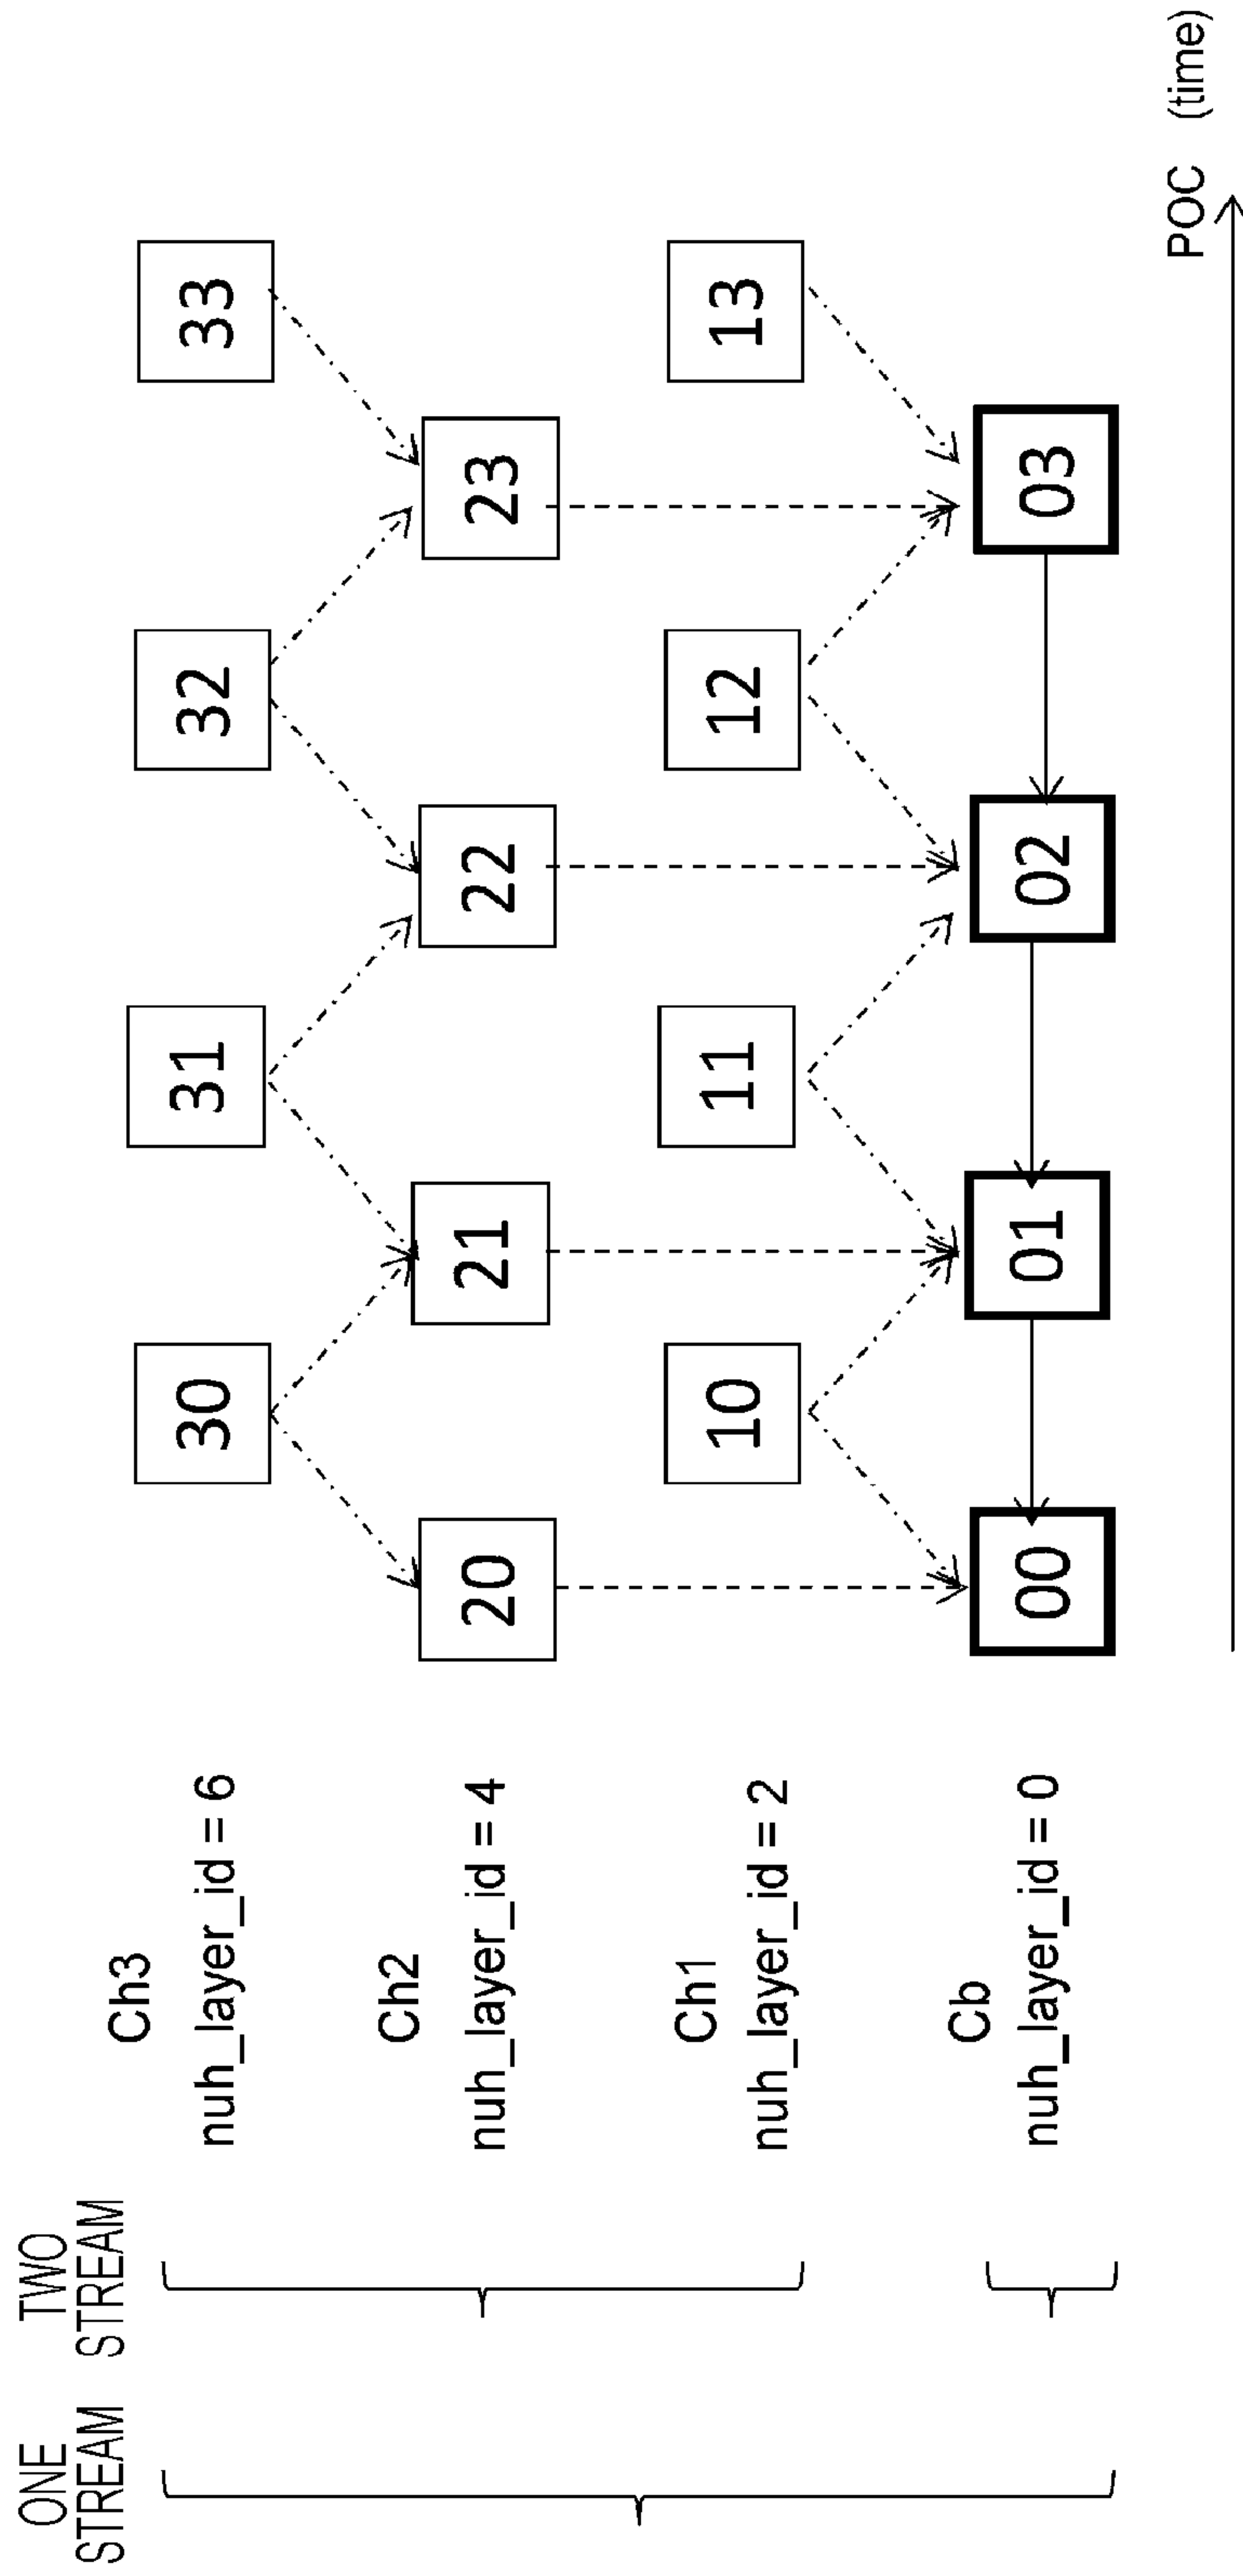 ONE
STREAM
TWO
STREAM
Ch3
nuh_layer_id = 6
30
31
32
33
Ch2
nuh_layer_id = 4
20
21
22
23
Ch1
nuh_layer_id = 2
10
11
12
13
Cb
nuh_layer_id = 0
00
01
02
03
POC (time)